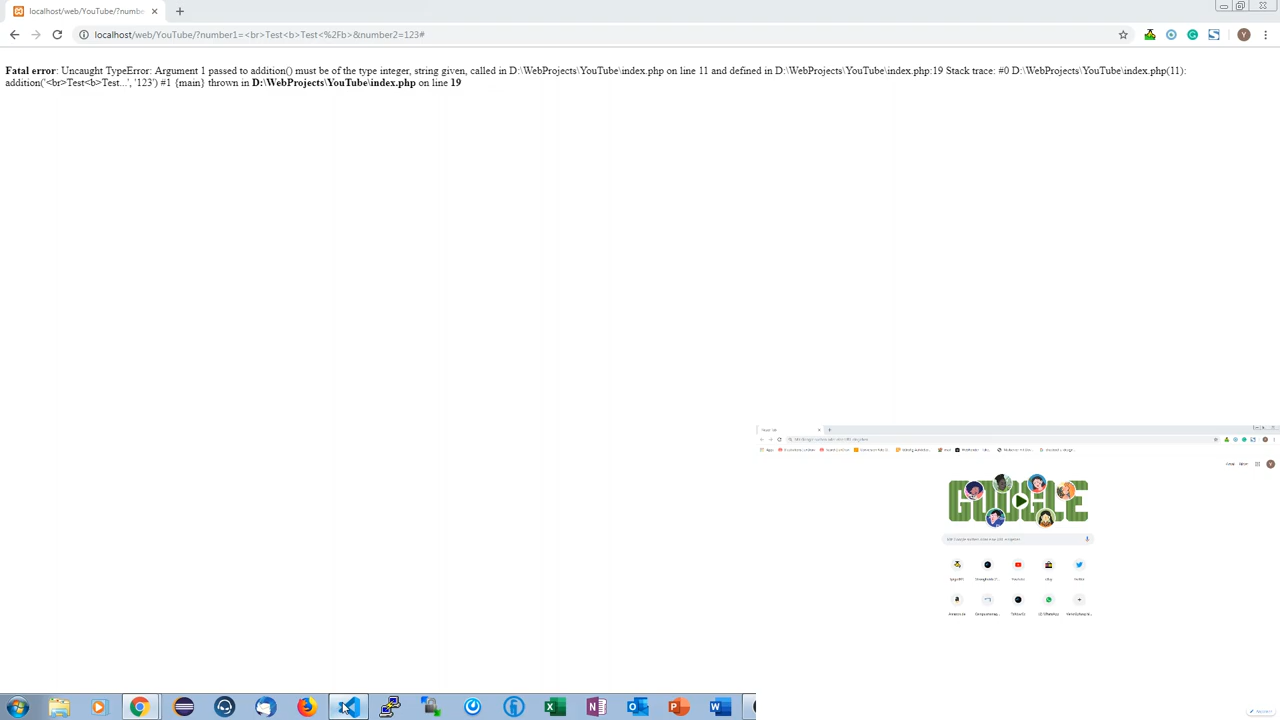 localhost/web/YouTube/?numbe
localhost/web/YouTube/?number1=<br>Test<b>Test<%2Fb>&number2=123#
Y
Fatal error: Uncaught TypeError: Argument 1 passed to addition() must be of the type integer, string given, called in D:\WebProjects\YouTube\index.php on line 11 and defined in D:\WebProjects\YouTube\index.php:19 Stack trace: #0 D:\WebProjects\YouTube\index.php(11):
addition('<br>Test<b>Test...', '123') #1 {main} thrown in D:\WebProjects\YouTube\index.php on line 19
GOOGLE